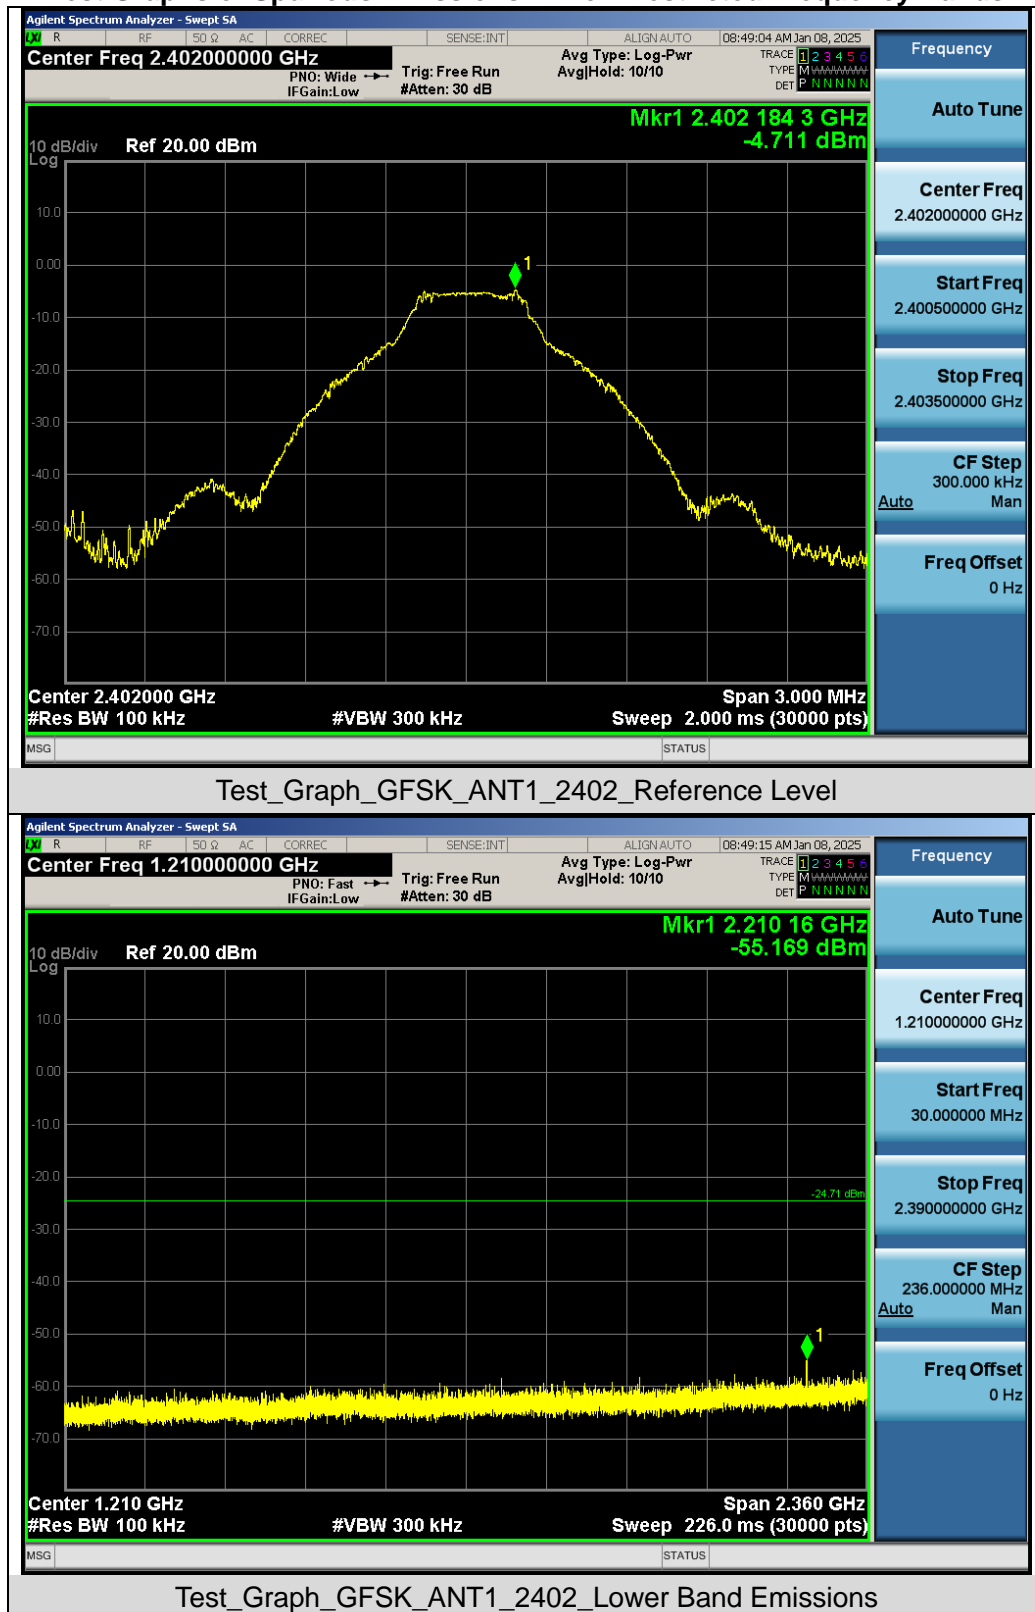 Agilent Spectrum Analyzer - Swept SA
LXI R RF 50 Ω AC CORREC SENSE:INT ALIGN AUTO 08:49:04 AM Jan 08, 2025
Center Freq 2.402000000 GHz
PNO: Wide
IFGain:Low
Trig: Free Run
#Atten: 30 dB
Avg Type: Log-Pwr
Avg|Hold: 10/10
TRACE 1 2 3 4 5 6
TYPE M
DET P N N N N N
Mkr1 2.402 184 3 GHz
-4.711 dBm
10 dB/div Ref 20.00 dBm
Log
10.0
0.00
1
-10.0
-20.0
-30.0
-40.0
-50.0
-60.0
-70.0
Center 2.402000 GHz Span 3.000 MHz
#Res BW 100 kHz #VBW 300 kHz Sweep 2.000 ms (30000 pts)
MSG STATUS
Frequency
Auto Tune
Center Freq
2.402000000 GHz
Start Freq
2.400500000 GHz
Stop Freq
2.403500000 GHz
CF Step
300.000 kHz
Auto Man
Freq Offset
0 Hz
Test_Graph_GFSK_ANT1_2402_Reference Level
Agilent Spectrum Analyzer - Swept SA
LXI R RF 50 Ω AC CORREC SENSE:INT ALIGN AUTO 08:49:15 AM Jan 08, 2025
Center Freq 1.210000000 GHz
PNO: Fast
IFGain:Low
Trig: Free Run
#Atten: 30 dB
Avg Type: Log-Pwr
Avg|Hold: 10/10
TRACE 1 2 3 4 5 6
TYPE M
DET P N N N N N
Mkr1 2.210 16 GHz
-55.169 dBm
10 dB/div Ref 20.00 dBm
Log
10.0
0.00
-10.0
-20.0
-24.71 dBm
-30.0
-40.0
-50.0
1
-60.0
-70.0
Center 1.210 GHz Span 2.360 GHz
#Res BW 100 kHz #VBW 300 kHz Sweep 226.0 ms (30000 pts)
MSG STATUS
Frequency
Auto Tune
Center Freq
1.210000000 GHz
Start Freq
30.000000 MHz
Stop Freq
2.390000000 GHz
CF Step
236.000000 MHz
Auto Man
Freq Offset
0 Hz
Test_Graph_GFSK_ANT1_2402_Lower Band Emissions